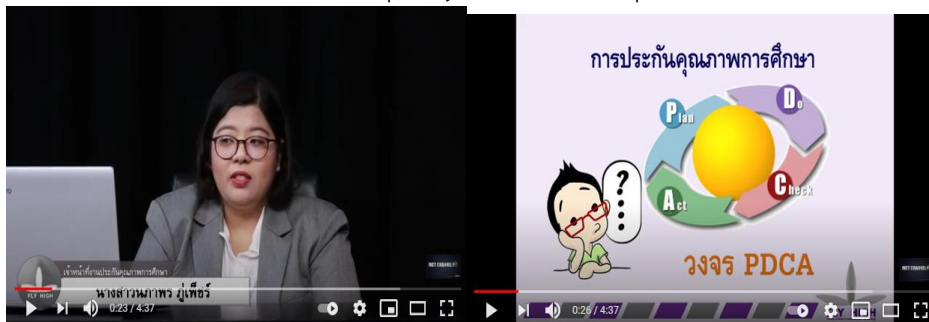 เจ้าหน้าที่งานประกันคุณภาพการศึกษา
นางสาวนภาพร ภู่เพ็ชร์
FLY HIGH
0:23 / 4:37
การประกันคุณภาพการศึกษา
Plan
Do
Check
Act
?
วงจร PDCA
0:26 / 4:37